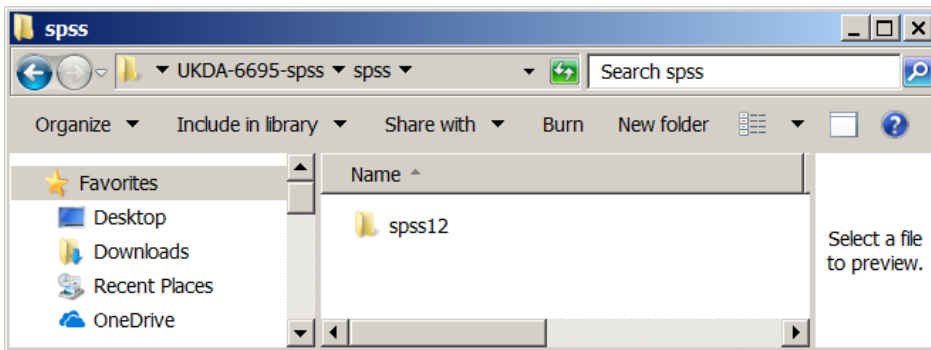 spss
UKDA-6695-spss spss Search spss
Organize Include in library Share with Burn New folder
Favorites Name
Desktop spss12
Downloads Select a file
to preview.
Recent Places
OneDrive